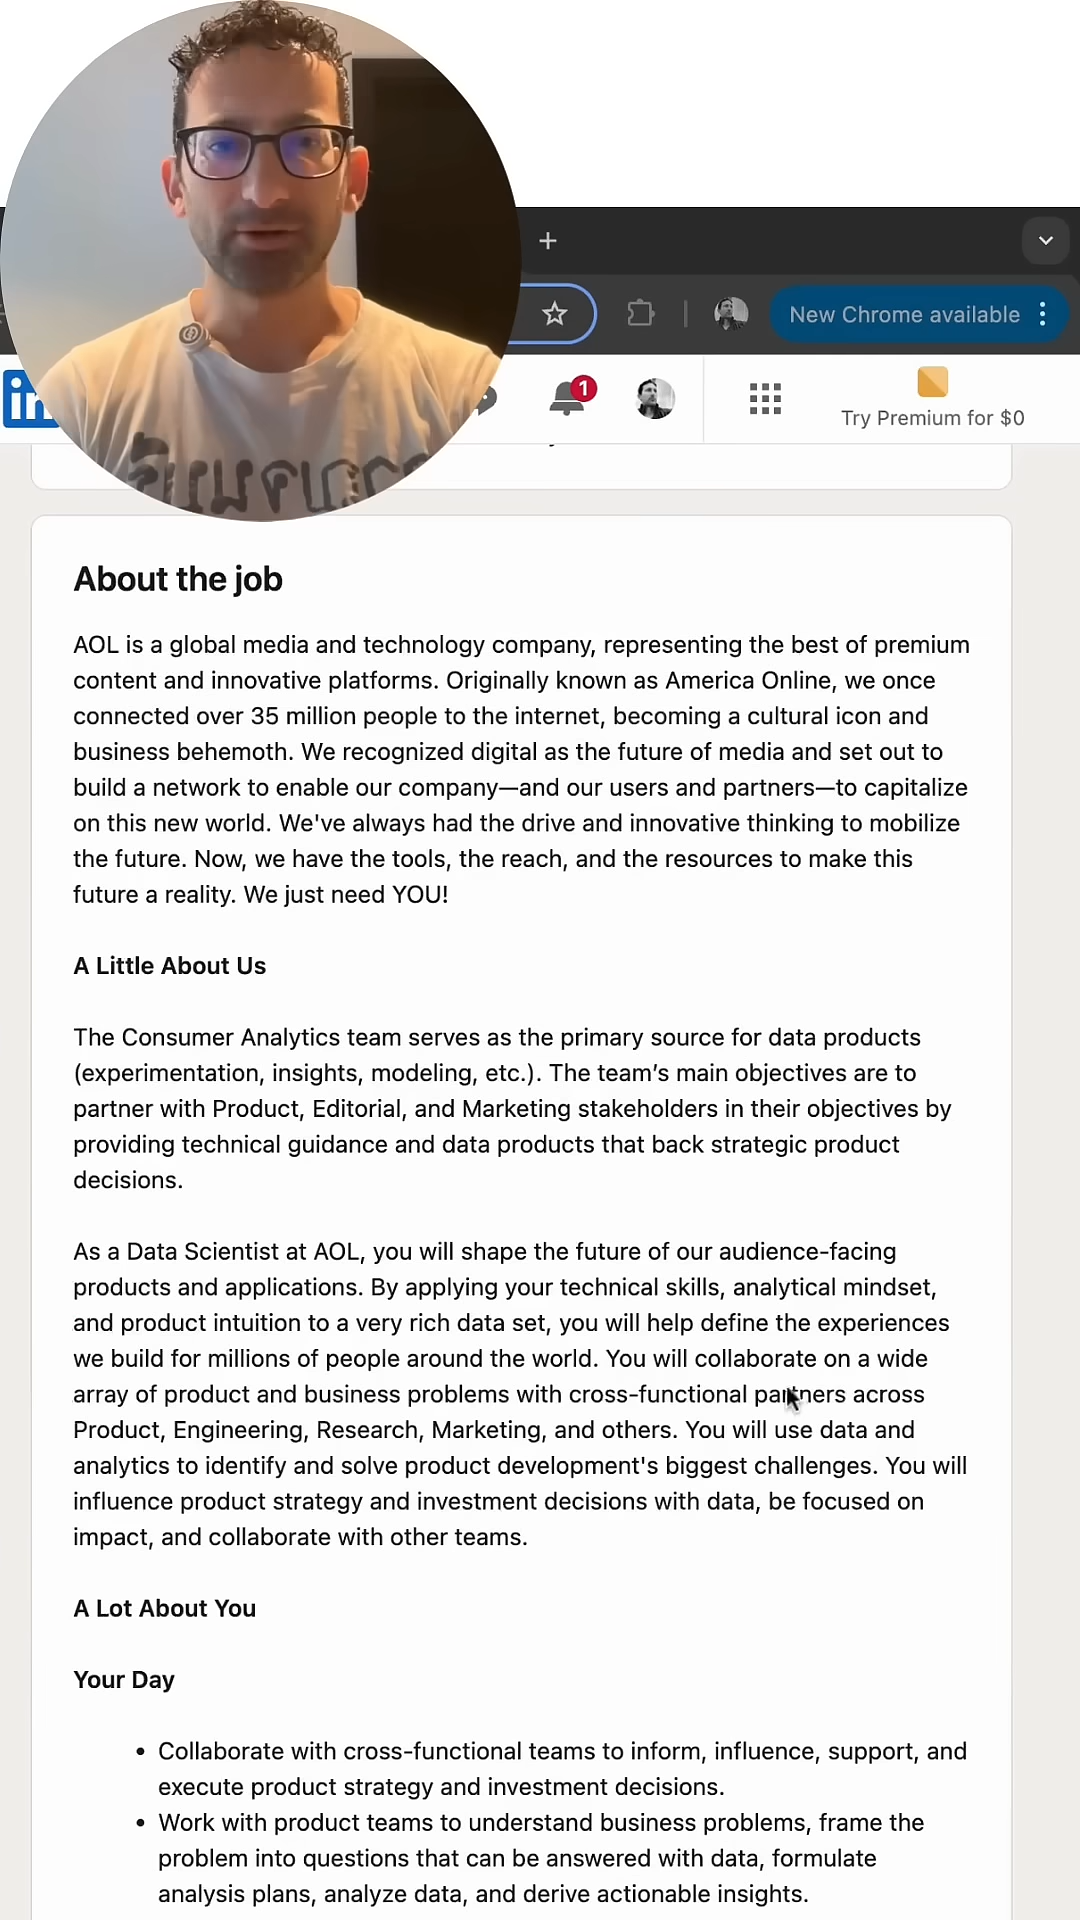 New Chrome available
in
1
Try Premium for $0
About the job
AOL is a global media and technology company, representing the best of premium
content and innovative platforms. Originally known as America Online, we once
connected over 35 million people to the internet, becoming a cultural icon and
business behemoth. We recognized digital as the future of media and set out to
build a network to enable our company—and our users and partners—to capitalize
on this new world. We've always had the drive and innovative thinking to mobilize
the future. Now, we have the tools, the reach, and the resources to make this
future a reality. We just need YOU!
A Little About Us
The Consumer Analytics team serves as the primary source for data products
(experimentation, insights, modeling, etc.). The team’s main objectives are to
partner with Product, Editorial, and Marketing stakeholders in their objectives by
providing technical guidance and data products that back strategic product
decisions.
As a Data Scientist at AOL, you will shape the future of our audience-facing
products and applications. By applying your technical skills, analytical mindset,
and product intuition to a very rich data set, you will help define the experiences
we build for millions of people around the world. You will collaborate on a wide
array of product and business problems with cross-functional partners across
Product, Engineering, Research, Marketing, and others. You will use data and
analytics to identify and solve product development's biggest challenges. You will
influence product strategy and investment decisions with data, be focused on
impact, and collaborate with other teams.
A Lot About You
Your Day
• Collaborate with cross-functional teams to inform, influence, support, and
execute product strategy and investment decisions.
• Work with product teams to understand business problems, frame the
problem into questions that can be answered with data, formulate
analysis plans, analyze data, and derive actionable insights.